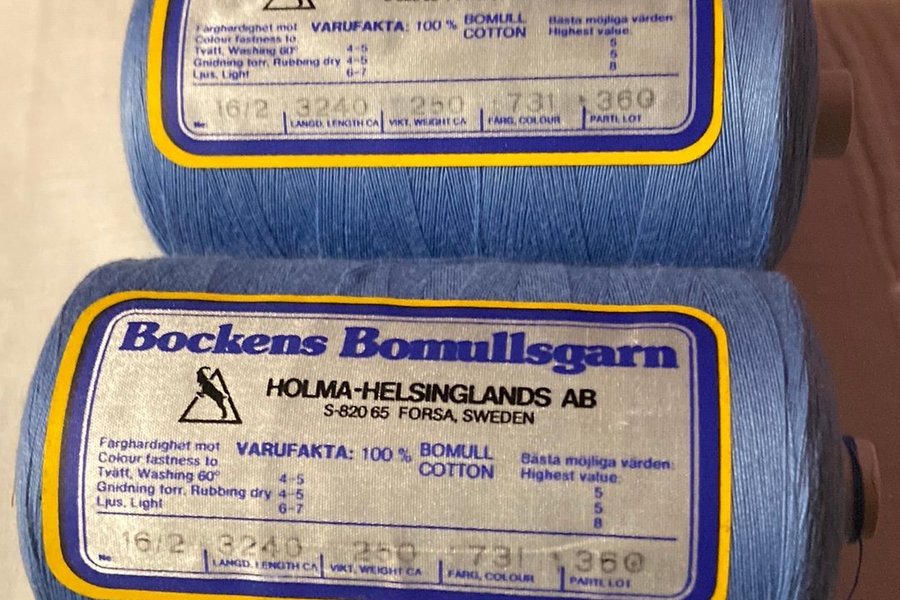 Färghardighet mot VARUFAKTA: 100 % BOMULL Bästa möjliga värden
Colour fastness to COTTON Highest value
Tvätt, Washing 60° 4-5 5
Gnidning torr, Rubbing dry 4-5 5
Ljus, Light 6-7 8
16/2 3240 250 731 360
No LÄNGD, LENGTH CA VIKT, WEIGHT CA FÄRG, COLOUR PARTI, LOT
Bockens Bomullsgarn
HOLMA-HELSINGLANDS AB
S-820 65 FORSA, SWEDEN
Färghardighet mot VARUFAKTA: 100 % BOMULL Bästa möjliga värden:
Colour fastness to COTTON Highest value:
Tvätt, Washing 60° 4-5 5
Gnidning torr, Rubbing dry 4-5 5
Ljus, Light 6-7 8
16/2 3240 250 731 360
No LÄNGD, LENGTH CA VIKT, WEIGHT CA FÄRG, COLOUR PARTI, LOT